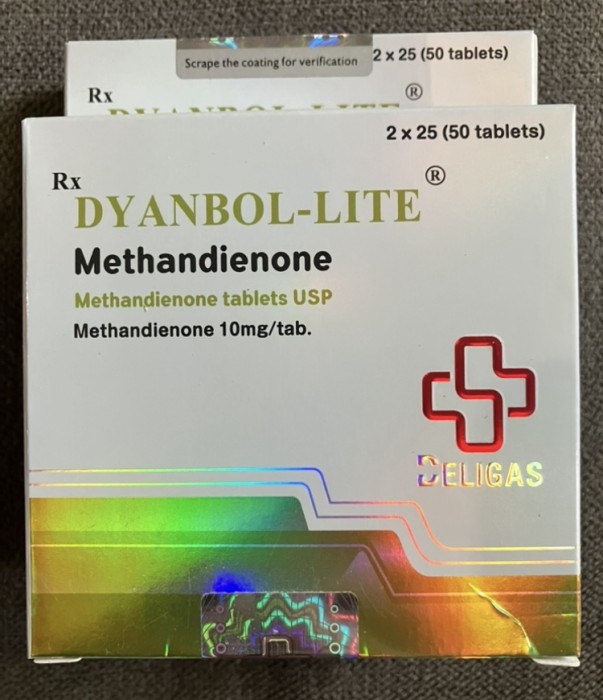 Scrape the coating for verification
2 x 25 (50 tablets)
Rx
®
2 x 25 (50 tablets)
Rx
DYANBOL-LITE®
Methandienone
Methandienone tablets USP
Methandienone 10mg/tab.
DELIGAS